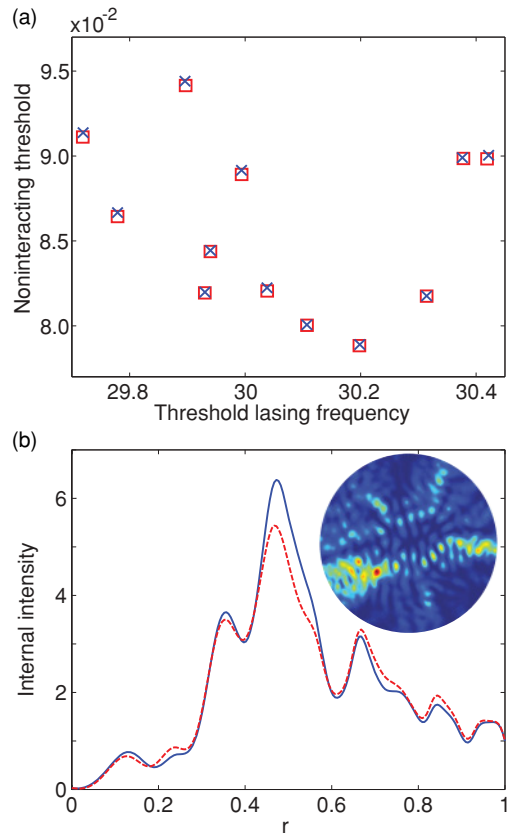 (a)
x10⁻²
9.5
9.0
8.5
8.0
Noninteracting threshold
29.8 30 30.2 30.4
Threshold lasing frequency
(b)
6
4
2
0
Internal intensity
0 0.2 0.4 0.6 0.8 1
r